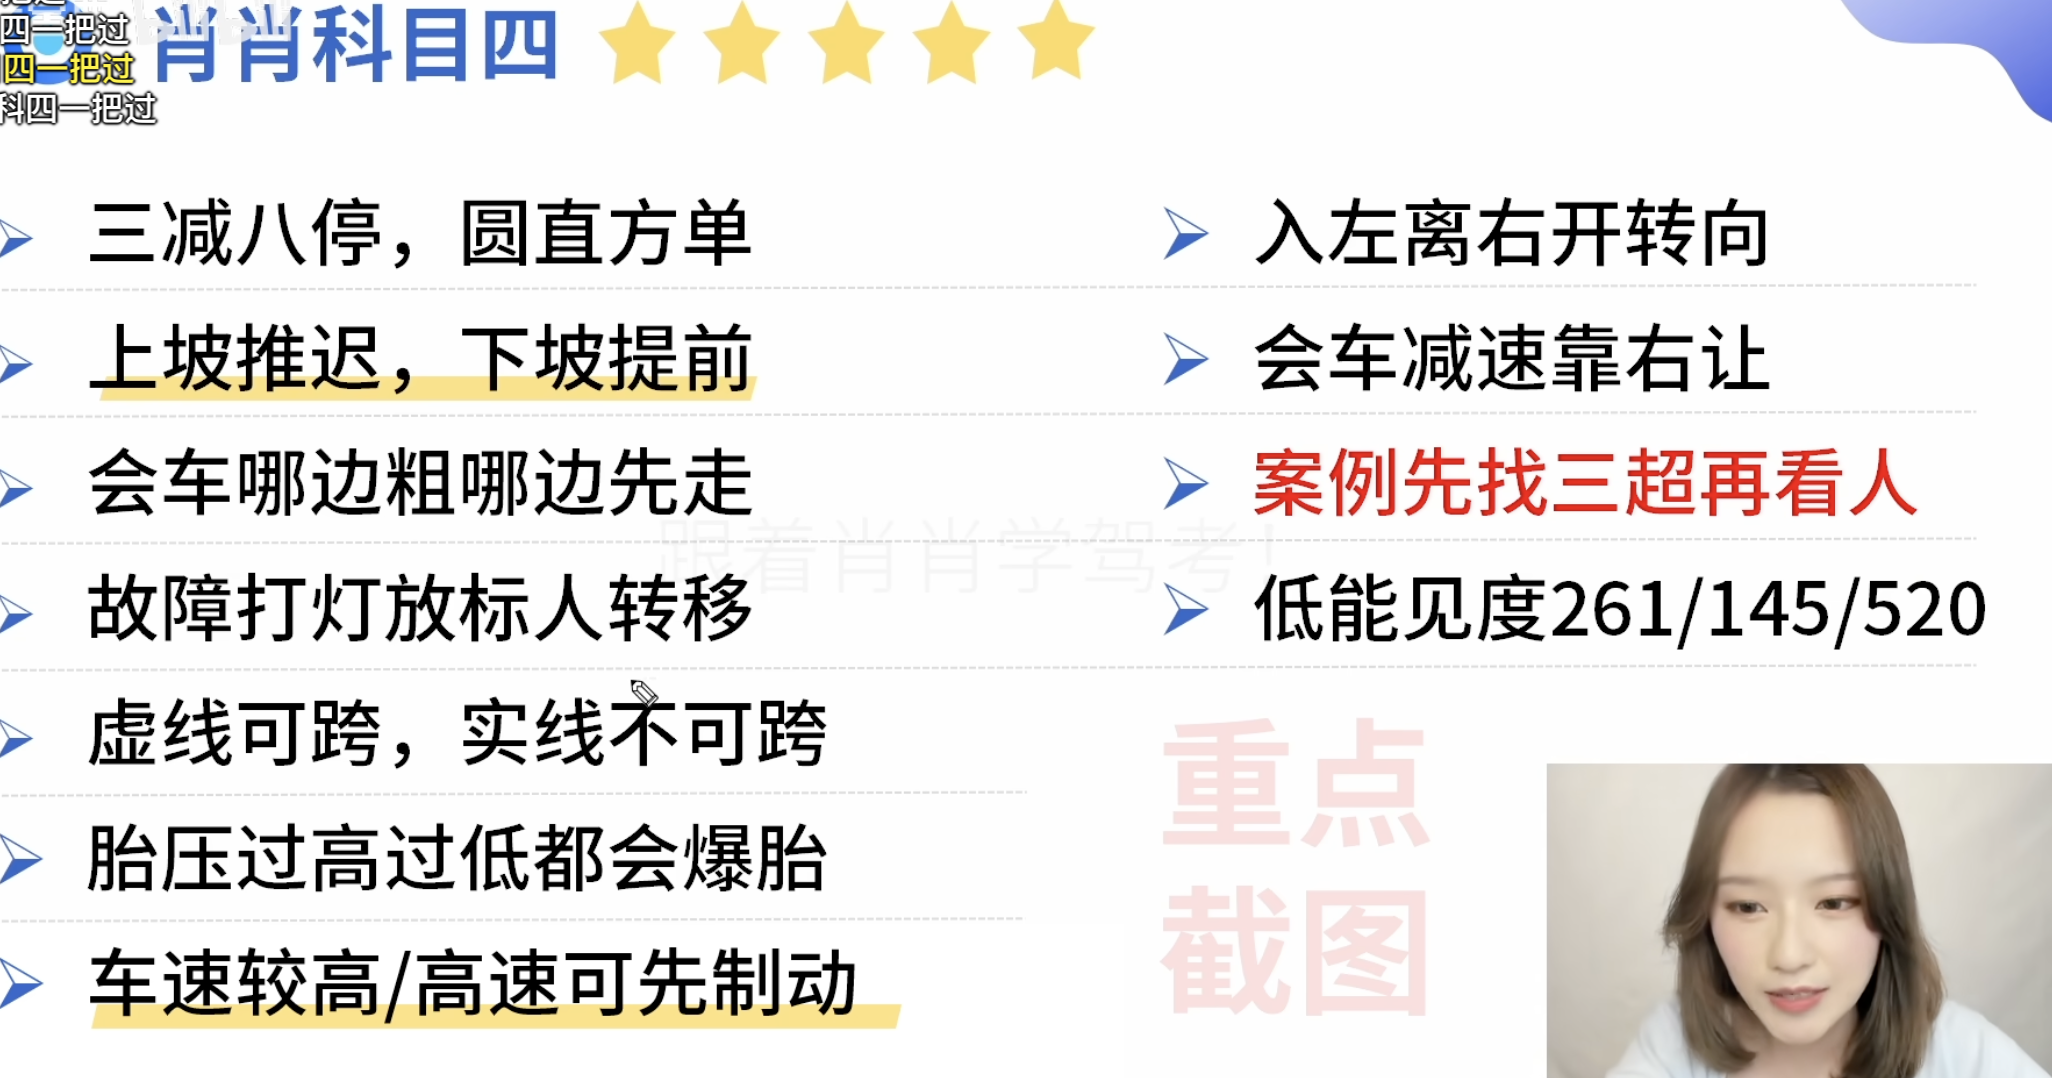 四一把过
四一把过
科四一把过
肖肖科目四
三减八停，圆直方单
上坡推迟，下坡提前
会车哪边粗哪边先走
故障打灯放标人转移
虚线可跨，实线不可跨
胎压过高过低都会爆胎
车速较高/高速可先制动
入左离右开转向
会车减速靠右让
案例先找三超再看人
低能见度261/145/520
跟着肖肖学驾考！
重点
截图